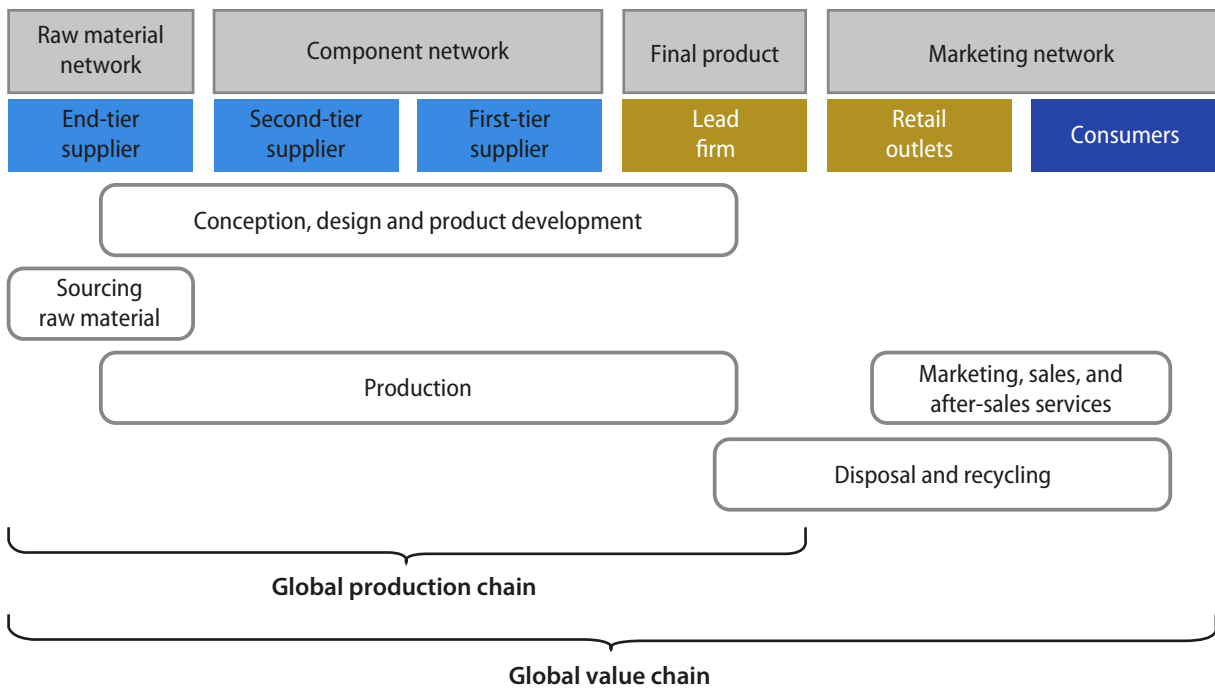 Raw material
network
Component network
Final product
Marketing network
End-tier
supplier
Second-tier
supplier
First-tier
supplier
Lead
firm
Retail
outlets
Consumers
Conception, design and product development
Sourcing
raw material
Production
Marketing, sales, and
after-sales services
Disposal and recycling
Global production chain
Global value chain